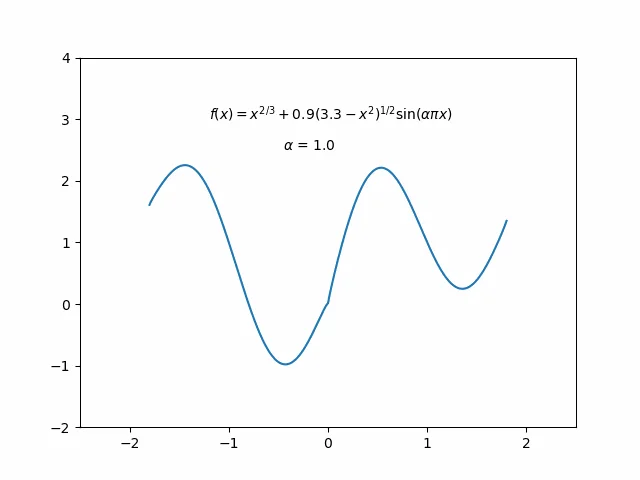 4
f(x) = x^{2/3} + 0.9(3.3 − x^2)^{1/2}sin(απx)
3
α = 1.0
2
1
0
−1
−2
−2 −1 0 1 2